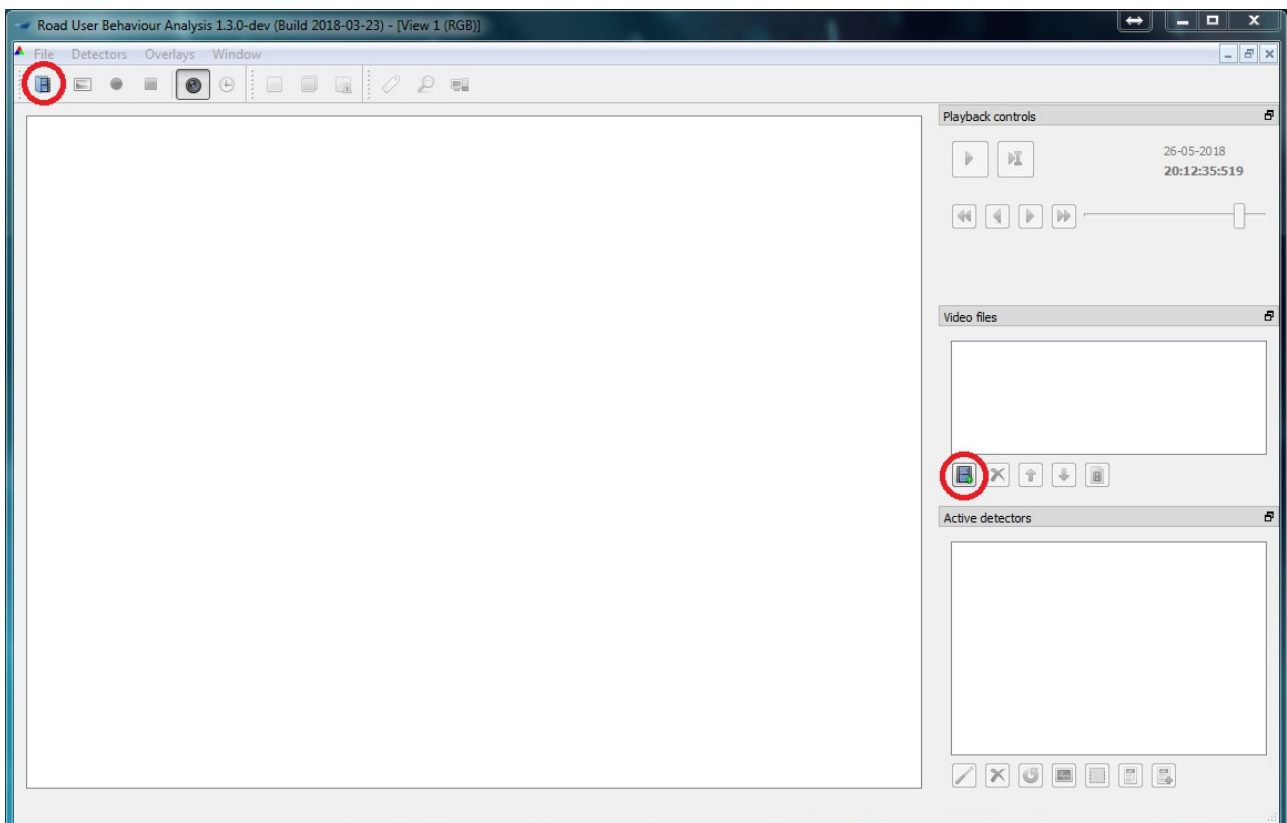 Road User Behaviour Analysis 1.3.0-dev (Build 2018-03-23) - [View 1 (RGB)]
File Detectors Overlays Window
Playback controls
26-05-2018
20:12:35:519
Video files
Active detectors